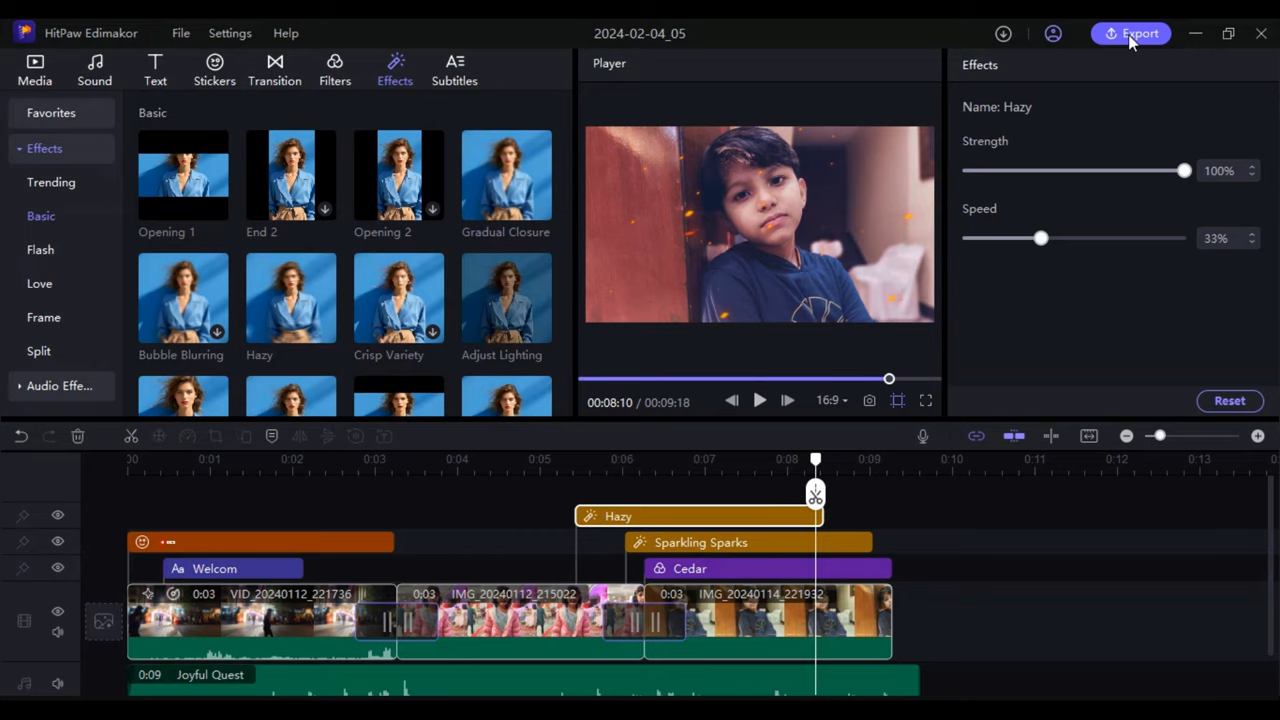 HitPaw Edimakor File Settings Help 2024-02-04_05 Export
Media Sound Text Stickers Transition Filters Effects Subtitles
Favorites
Effects
Trending
Basic
Flash
Love
Frame
Split
Audio Effe...
Basic
Opening 1 End 2 Opening 2 Gradual Closure
Bubble Blurring Hazy Crisp Variety Adjust Lighting
Player
00:08:10 / 00:09:18 16:9
Effects
Name: Hazy
Strength
100%
Speed
33%
Reset
00 0:01 0:02 0:03 0:04 0:05 0:06 0:07 0:08 0:09 0:10 0:11 0:12 0:13
Hazy
Sparkling Sparks
Aa Welcom Cedar
0:03 VID_20240112_221736 0:03 IMG_20240112_215022 0:03 IMG_20240114_221932
0:09 Joyful Quest